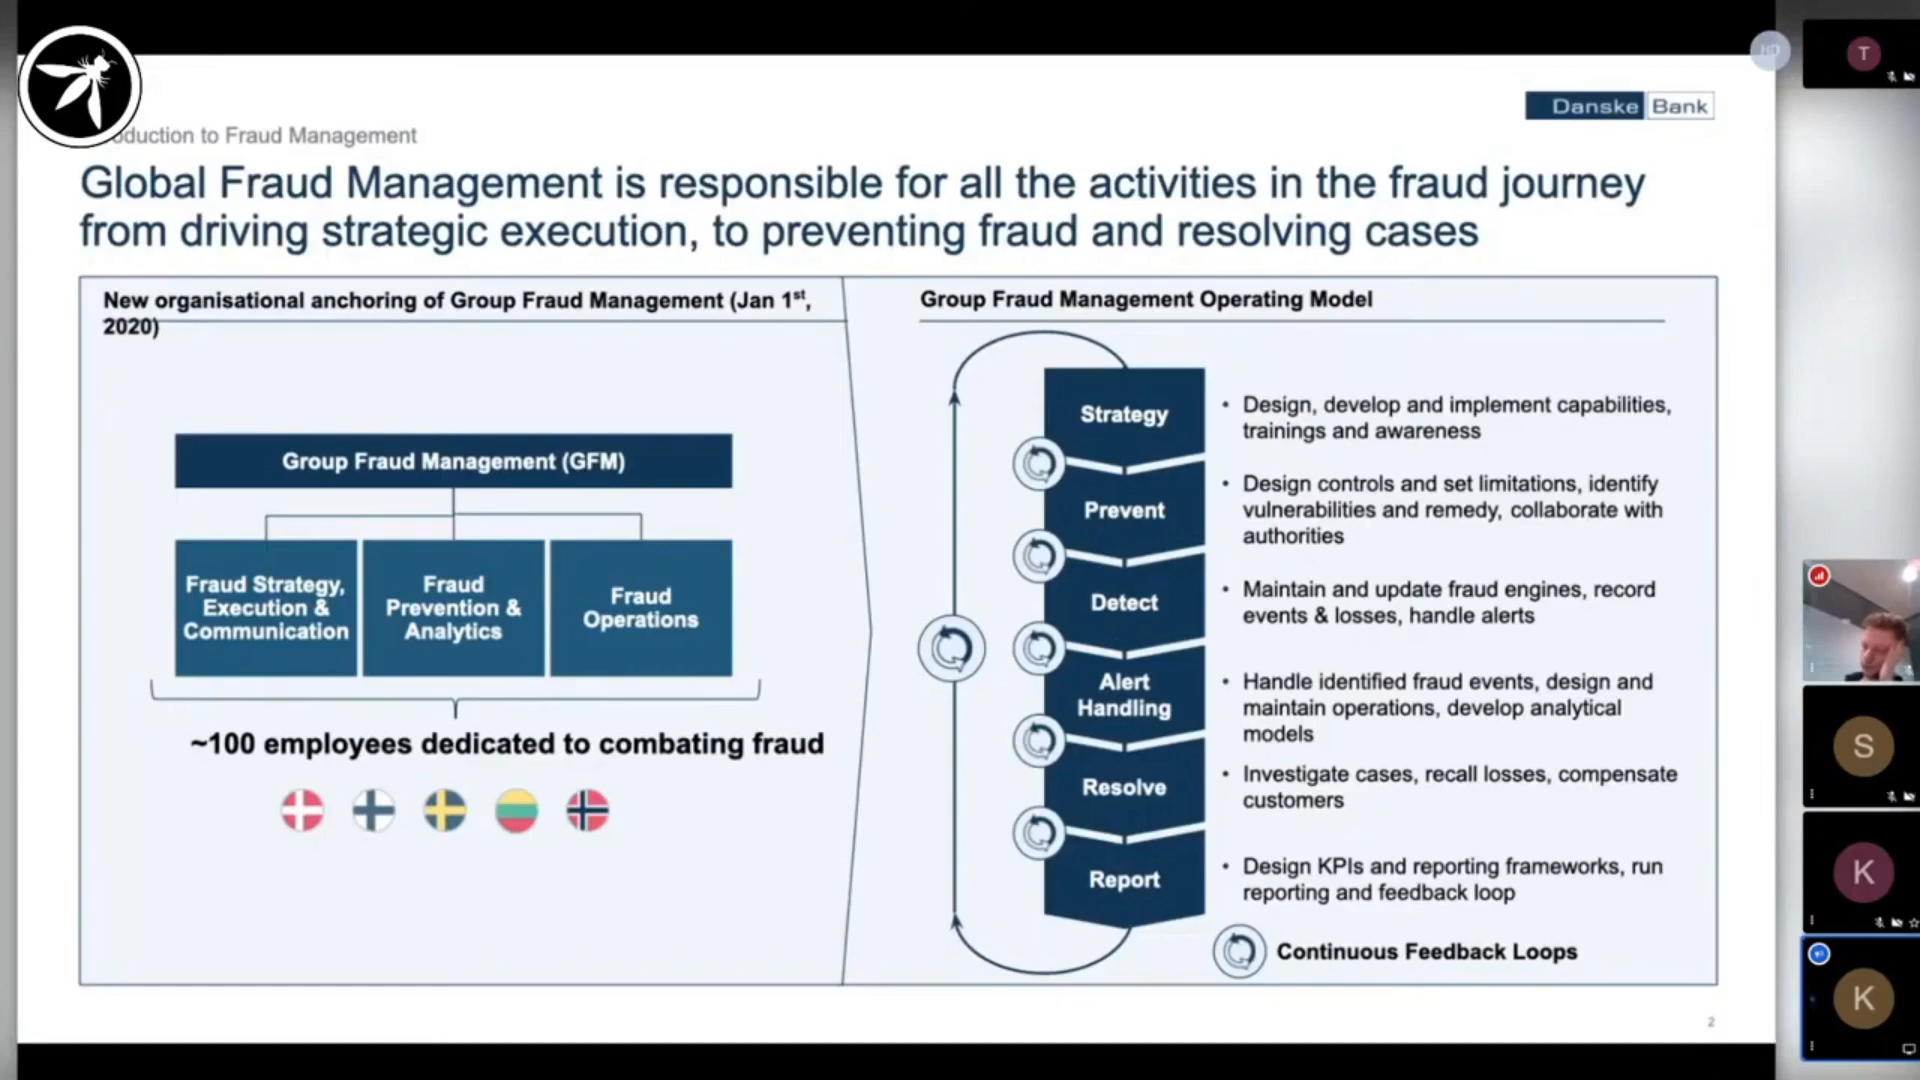 HD
T
Danske Bank
oduction to Fraud Management
Global Fraud Management is responsible for all the activities in the fraud journey
from driving strategic execution, to preventing fraud and resolving cases
New organisational anchoring of Group Fraud Management (Jan 1st,
2020)
Group Fraud Management (GFM)
Fraud Strategy,
Execution &
Communication
Fraud
Prevention &
Analytics
Fraud
Operations
~100 employees dedicated to combating fraud
Group Fraud Management Operating Model
Strategy
• Design, develop and implement capabilities,
trainings and awareness
Prevent
• Design controls and set limitations, identify
vulnerabilities and remedy, collaborate with
authorities
Detect
• Maintain and update fraud engines, record
events & losses, handle alerts
Alert
Handling
• Handle identified fraud events, design and
maintain operations, develop analytical
models
Resolve
• Investigate cases, recall losses, compensate
customers
Report
• Design KPIs and reporting frameworks, run
reporting and feedback loop
Continuous Feedback Loops
2
S
K
K